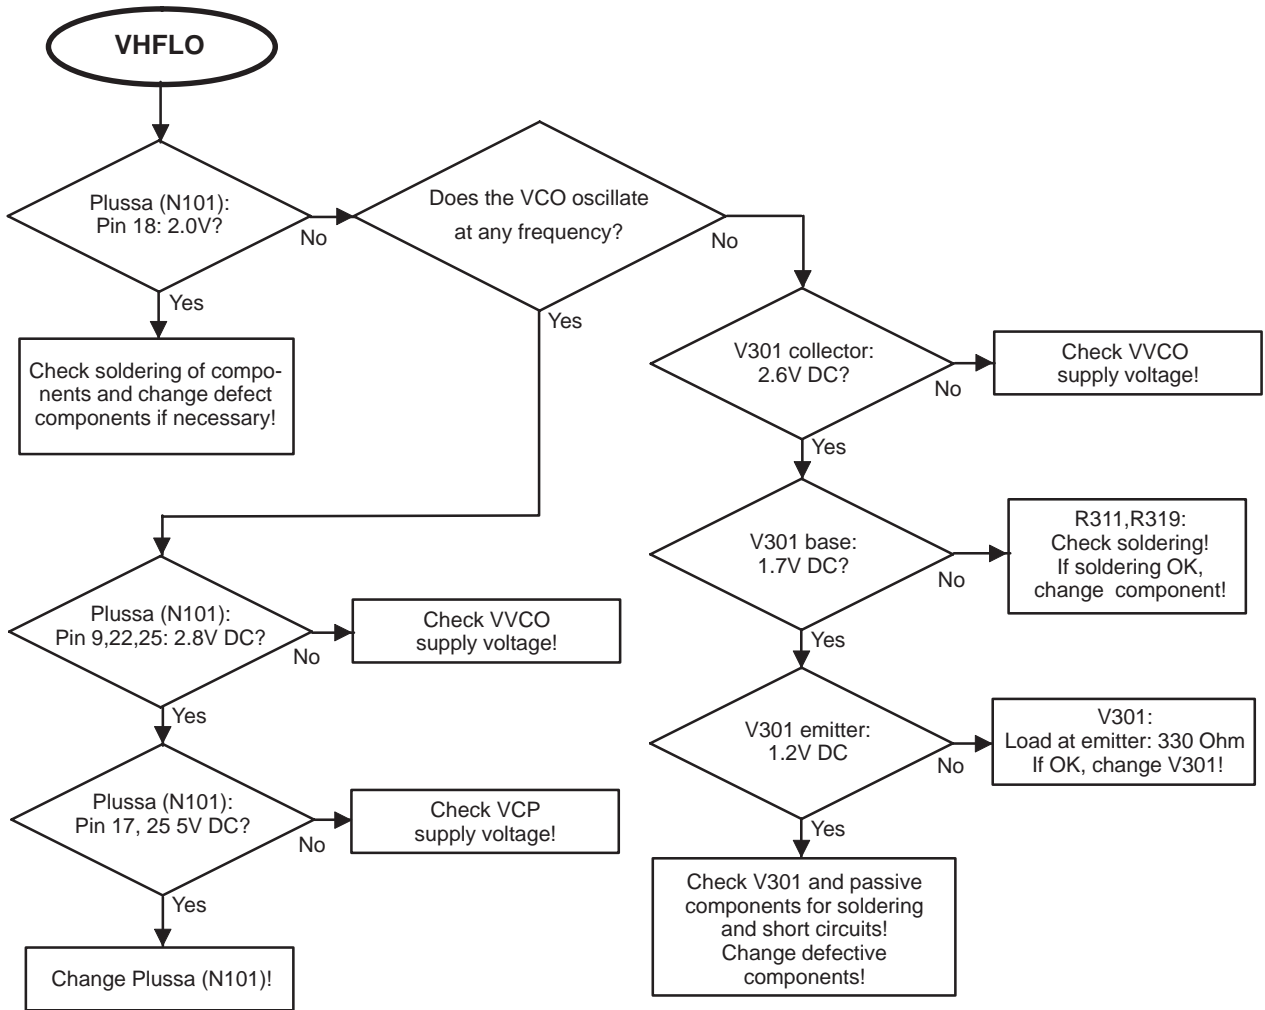 VHFLO
Plussa (N101):
Pin 18: 2.0V?
No
Yes
Check soldering of compo-
nents and change defect
components if necessary!
Does the VCO oscillate
at any frequency?
No
Yes
V301 collector:
2.6V DC?
No
Yes
Check VVCO
supply voltage!
V301 base:
1.7V DC?
No
Yes
R311,R319:
Check soldering!
If soldering OK,
change component!
V301 emitter:
1.2V DC
No
Yes
V301:
Load at emitter: 330 Ohm
If OK, change V301!
Check V301 and passive
components for soldering
and short circuits!
Change defective
components!
Plussa (N101):
Pin 9,22,25: 2.8V DC?
No
Yes
Check VVCO
supply voltage!
Plussa (N101):
Pin 17, 25 5V DC?
No
Yes
Check VCP
supply voltage!
Change Plussa (N101)!